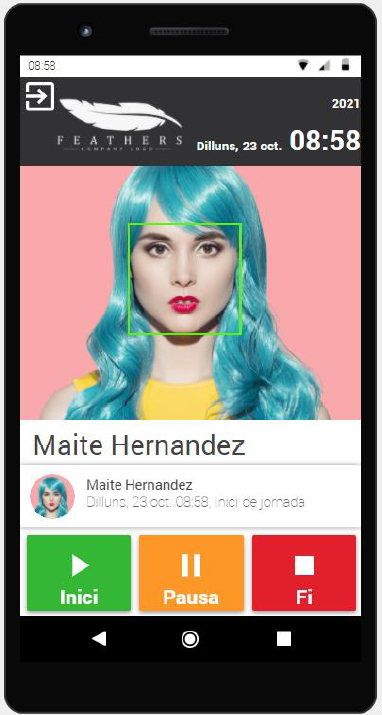 08:58
2021
FEATHERS
COMPANY LOGO
Dilluns, 23 oct. 08:58
Maite Hernandez
Maite Hernandez
Dilluns, 23 oct. 08:58, Inici de jornada
Inici
Pausa
Fi